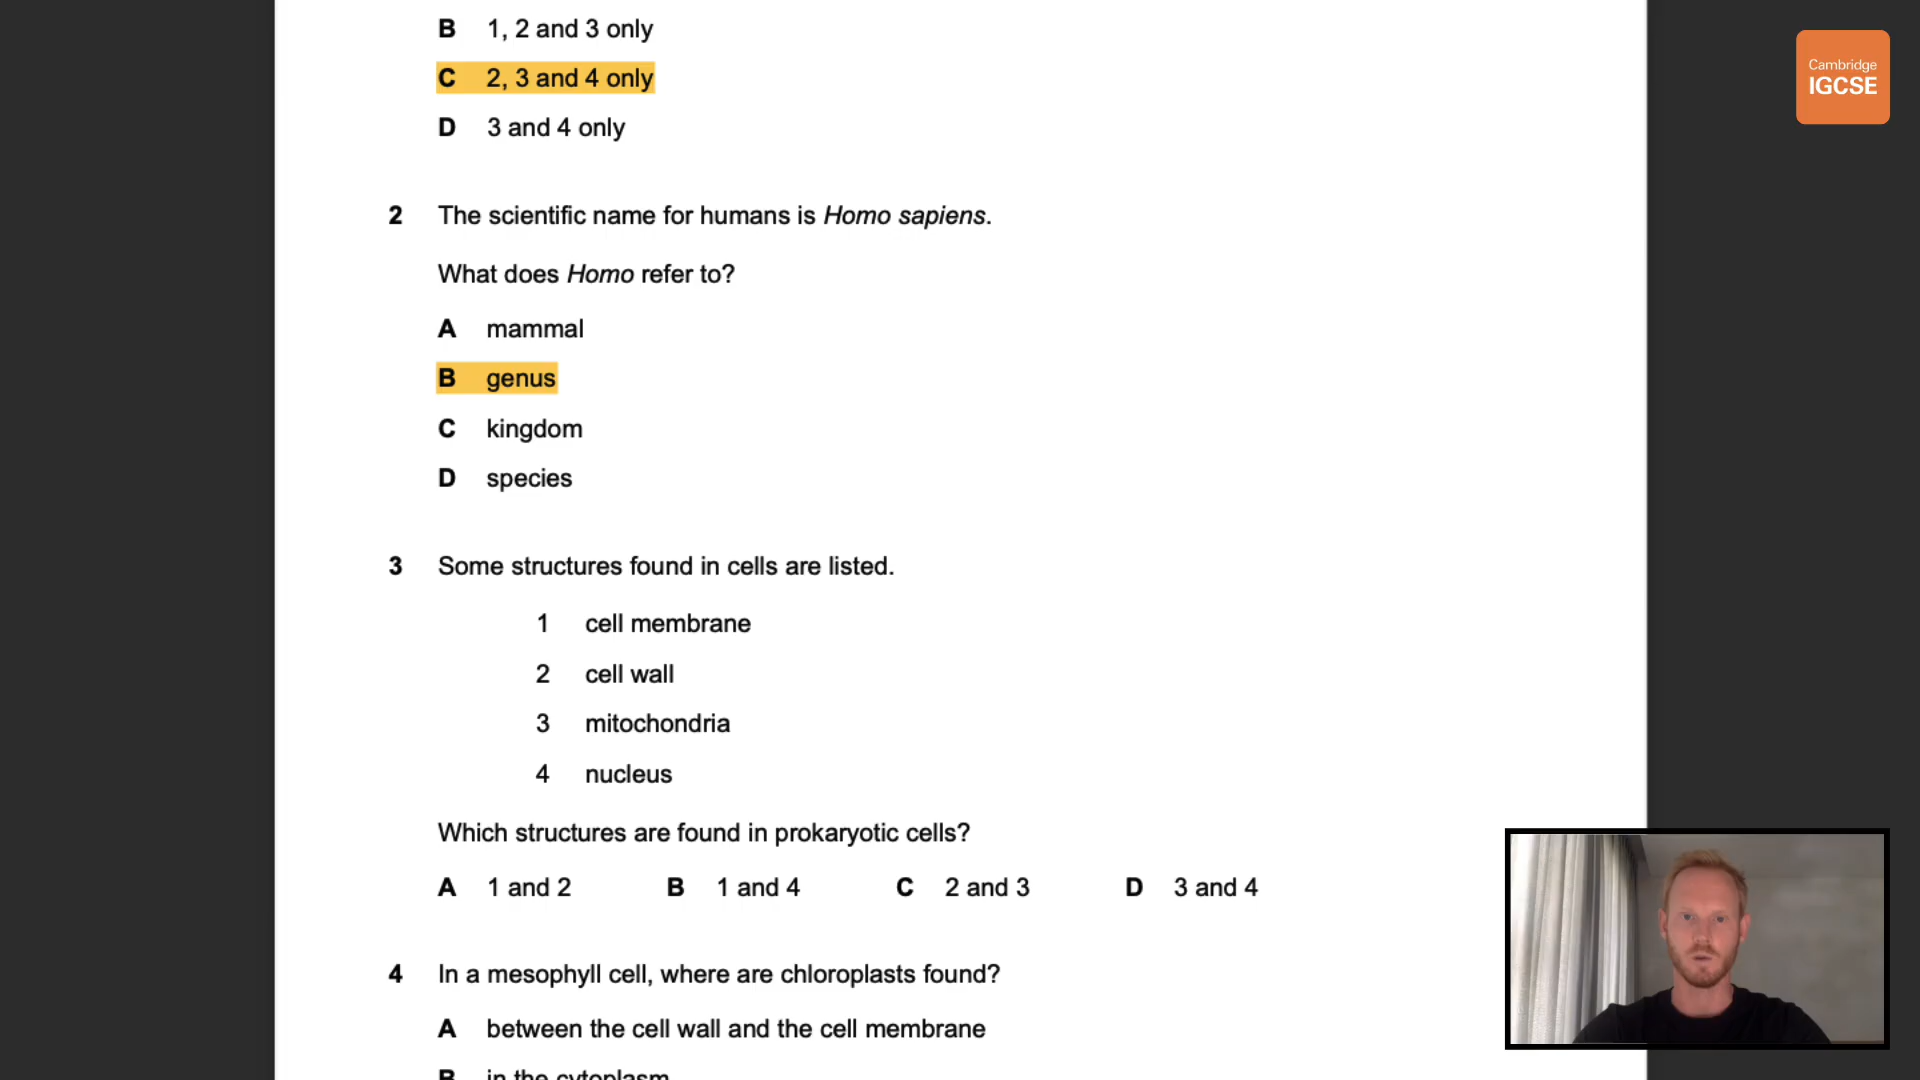 B 1, 2 and 3 only
C 2, 3 and 4 only
D 3 and 4 only
Cambridge
IGCSE
2 The scientific name for humans is Homo sapiens.
What does Homo refer to?
A mammal
B genus
C kingdom
D species
3 Some structures found in cells are listed.
1 cell membrane
2 cell wall
3 mitochondria
4 nucleus
Which structures are found in prokaryotic cells?
A 1 and 2 B 1 and 4 C 2 and 3 D 3 and 4
4 In a mesophyll cell, where are chloroplasts found?
A between the cell wall and the cell membrane
B in the cytoplasm